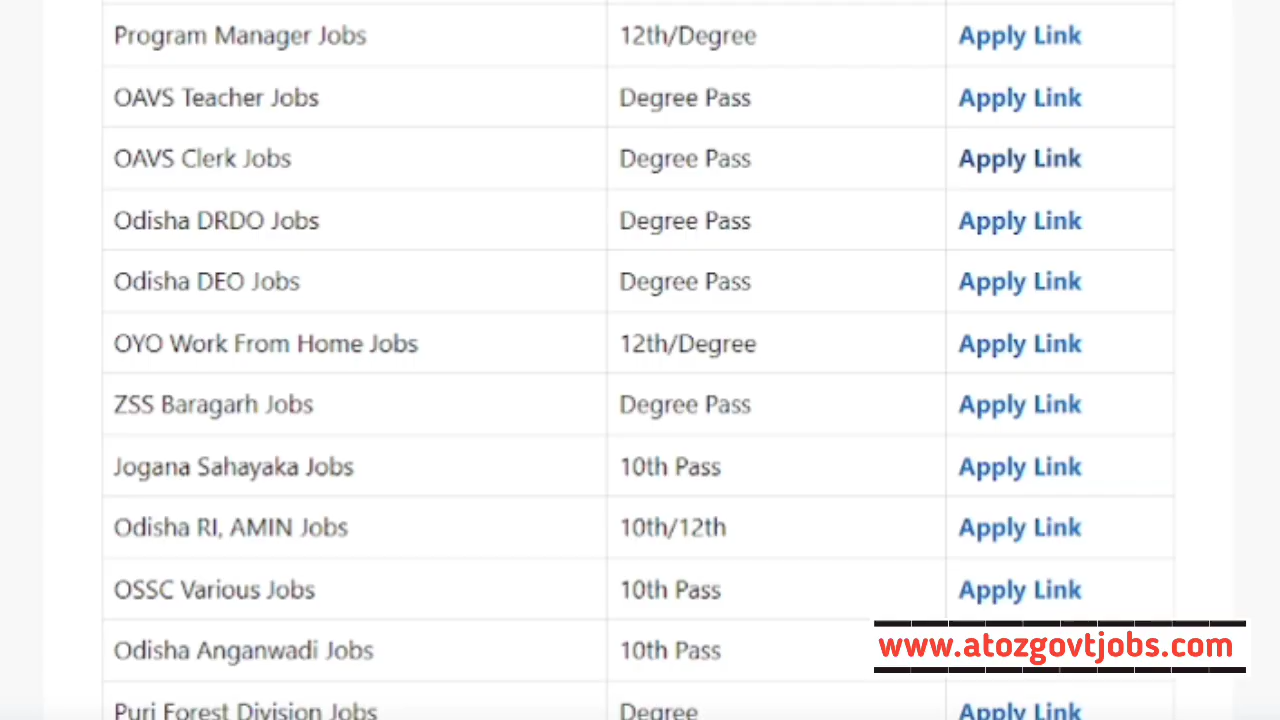 Program Manager Jobs 12th/Degree Apply Link
OAVS Teacher Jobs Degree Pass Apply Link
OAVS Clerk Jobs Degree Pass Apply Link
Odisha DRDO Jobs Degree Pass Apply Link
Odisha DEO Jobs Degree Pass Apply Link
OYO Work From Home Jobs 12th/Degree Apply Link
ZSS Baragarh Jobs Degree Pass Apply Link
Jogana Sahayaka Jobs 10th Pass Apply Link
Odisha RI, AMIN Jobs 10th/12th Apply Link
OSSC Various Jobs 10th Pass Apply Link
Odisha Anganwadi Jobs 10th Pass
www.atozgovtjobs.com
Puri Forest Division Jobs Degree Apply Link